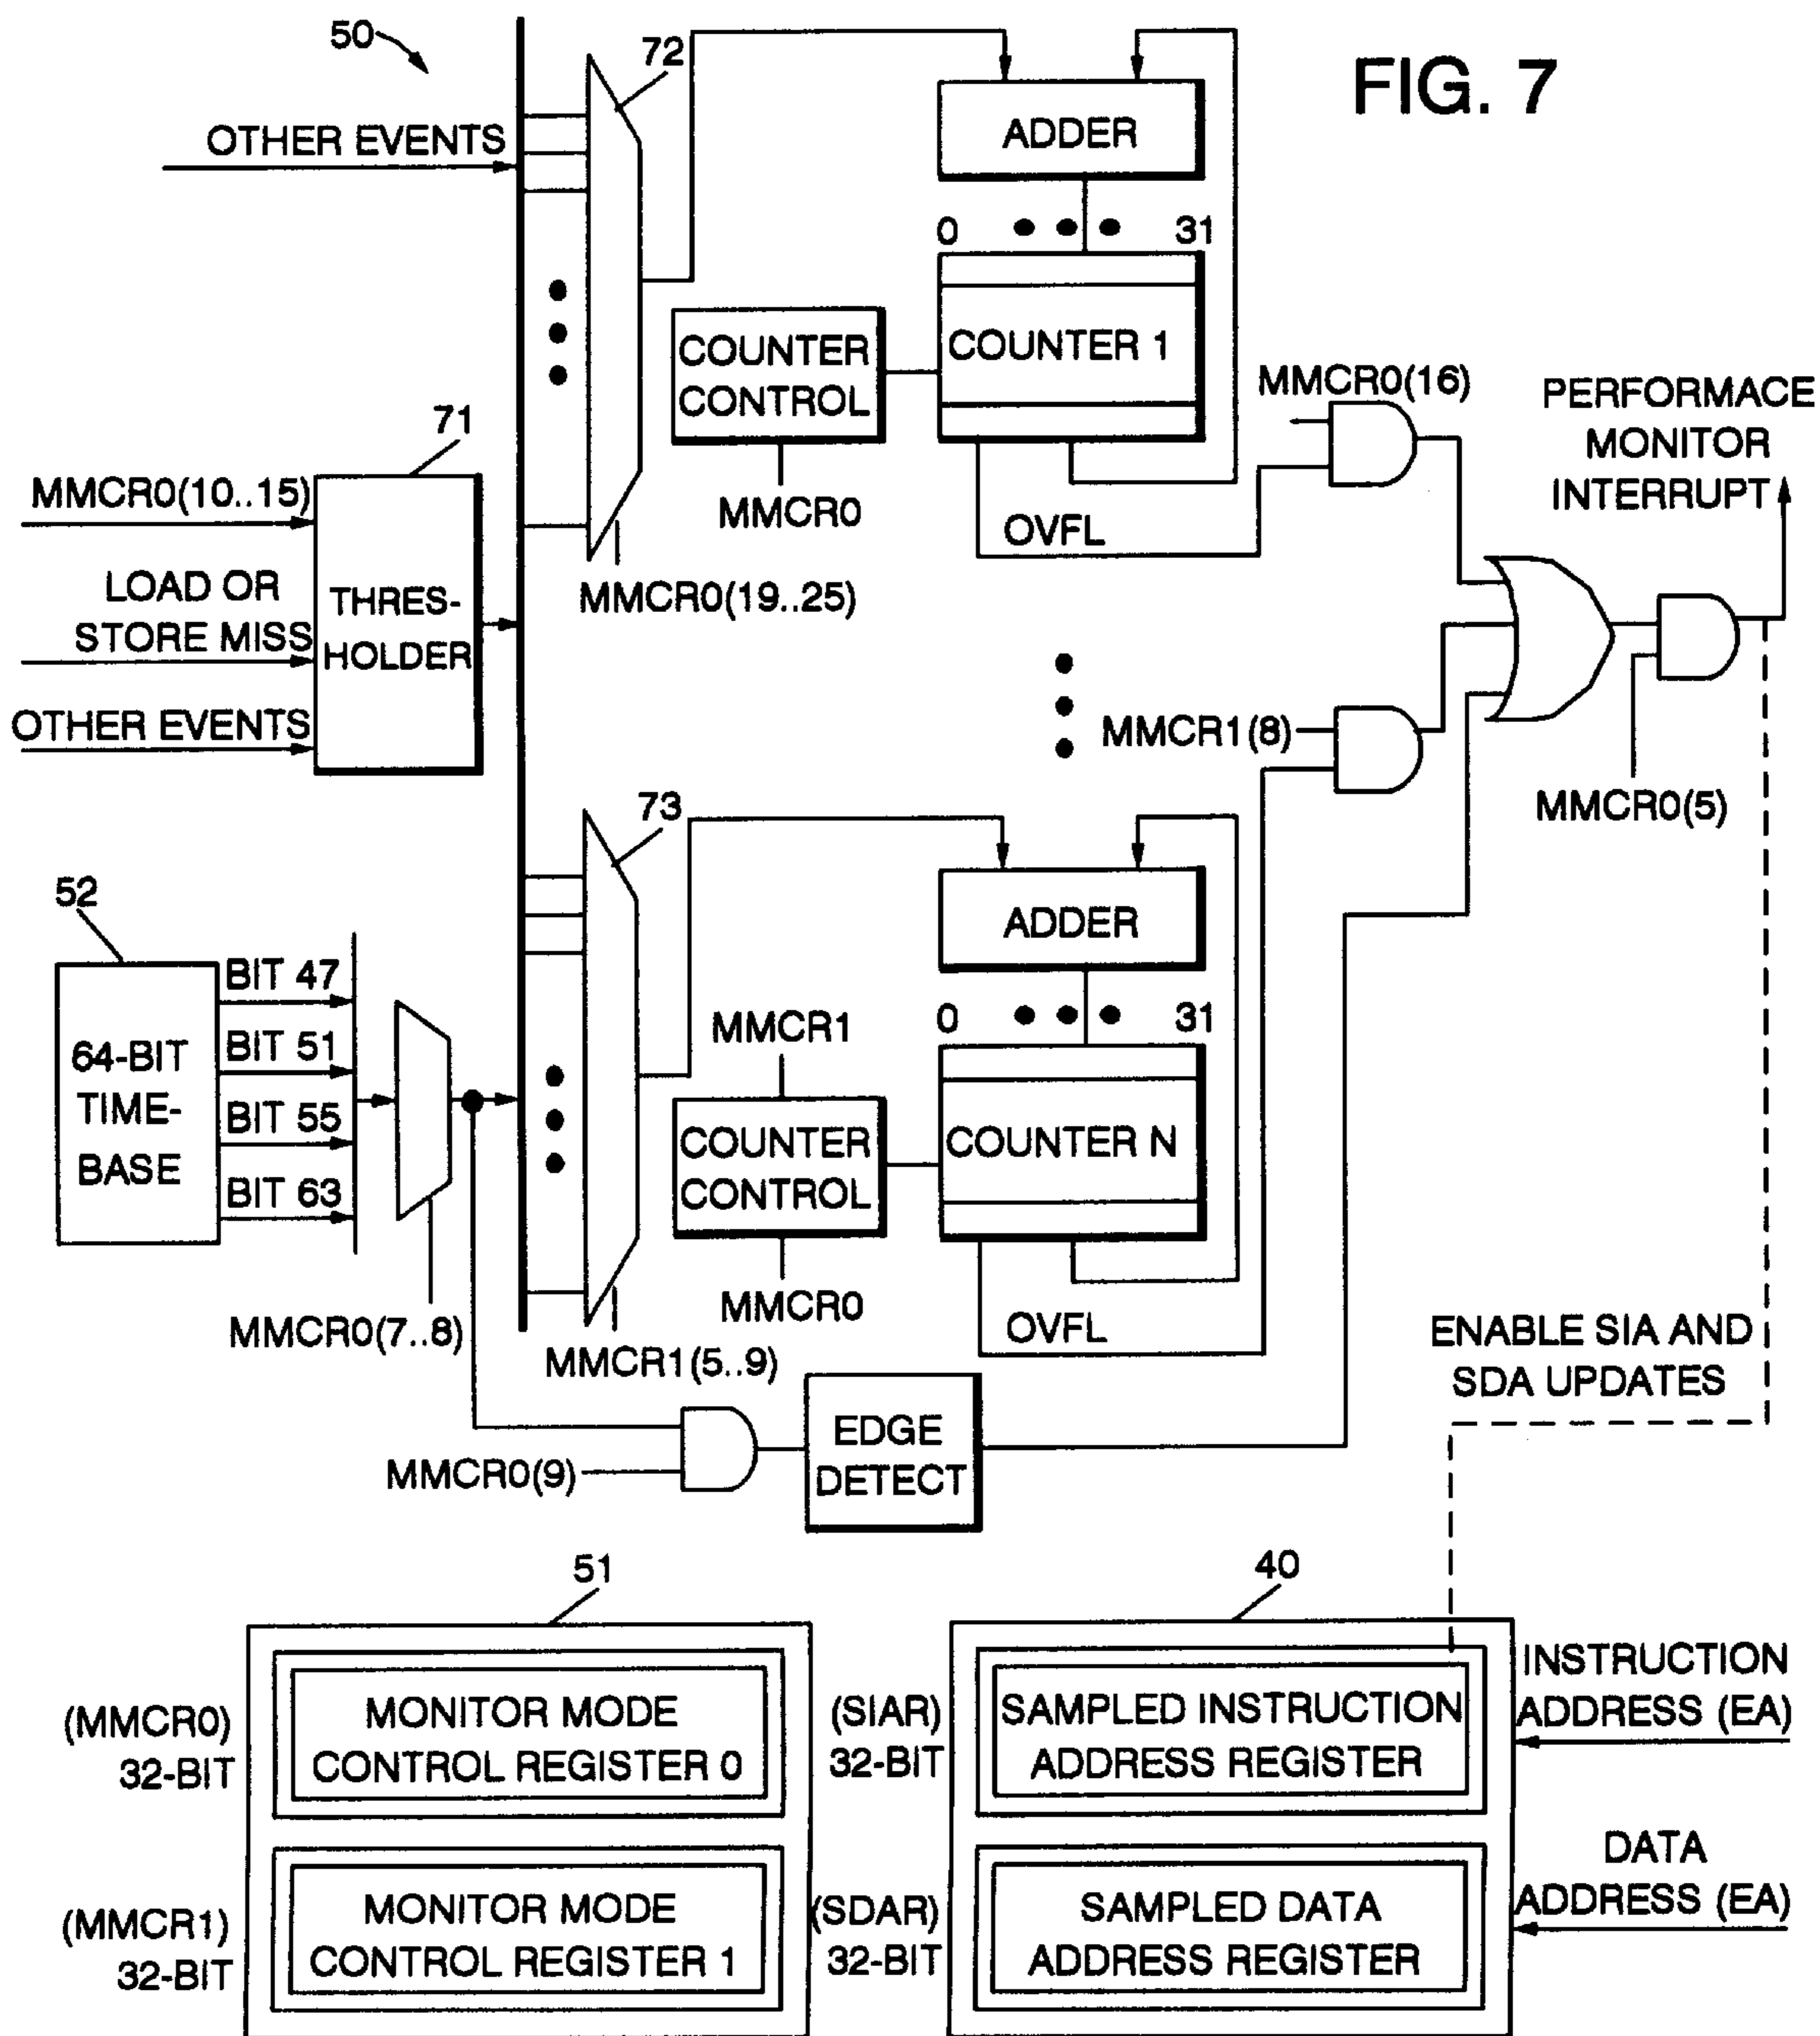 FIG. 7
50
72
OTHER EVENTS
ADDER
0
31
COUNTER
CONTROL
COUNTER 1
MMCR0
OVFL
MMCR0(16)
PERFORMACE
MONITOR
INTERRUPT
71
MMCR0(10..15)
LOAD OR
STORE MISS
OTHER EVENTS
THRES-
HOLDER
MMCR0(19..25)
MMCR1(8)
MMCR0(5)
73
52
64-BIT
TIME-
BASE
BIT 47
BIT 51
BIT 55
BIT 63
MMCR0(7..8)
ADDER
0
31
MMCR1
COUNTER
CONTROL
COUNTER N
MMCR0
OVFL
MMCR1(5..9)
ENABLE SIA AND
SDA UPDATES
MMCR0(9)
EDGE
DETECT
51
40
(MMCR0)
32-BIT
MONITOR MODE
CONTROL REGISTER 0
(SIAR)
32-BIT
SAMPLED INSTRUCTION
ADDRESS REGISTER
INSTRUCTION
ADDRESS (EA)
(MMCR1)
32-BIT
MONITOR MODE
CONTROL REGISTER 1
(SDAR)
32-BIT
SAMPLED DATA
ADDRESS REGISTER
DATA
ADDRESS (EA)